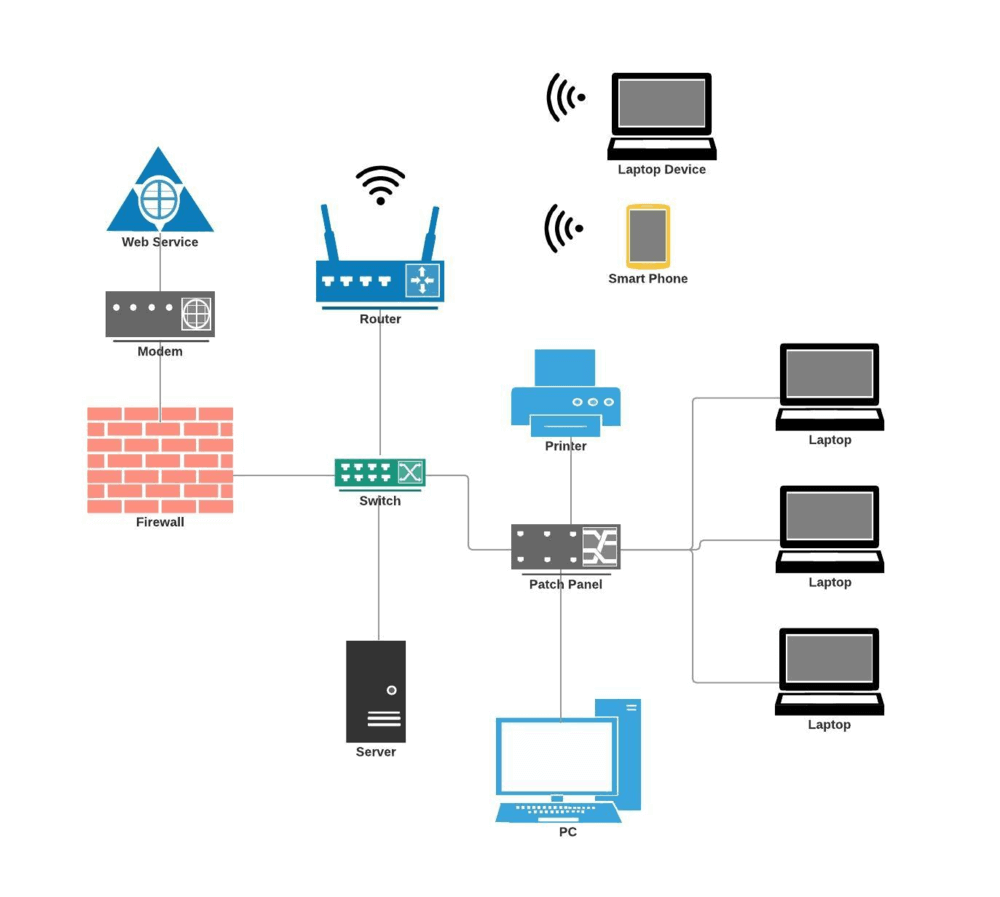 Laptop Device
Web Service
Smart Phone
Router
Modem
Printer
Laptop
Switch
Firewall
Patch Panel
Laptop
Laptop
Server
PC